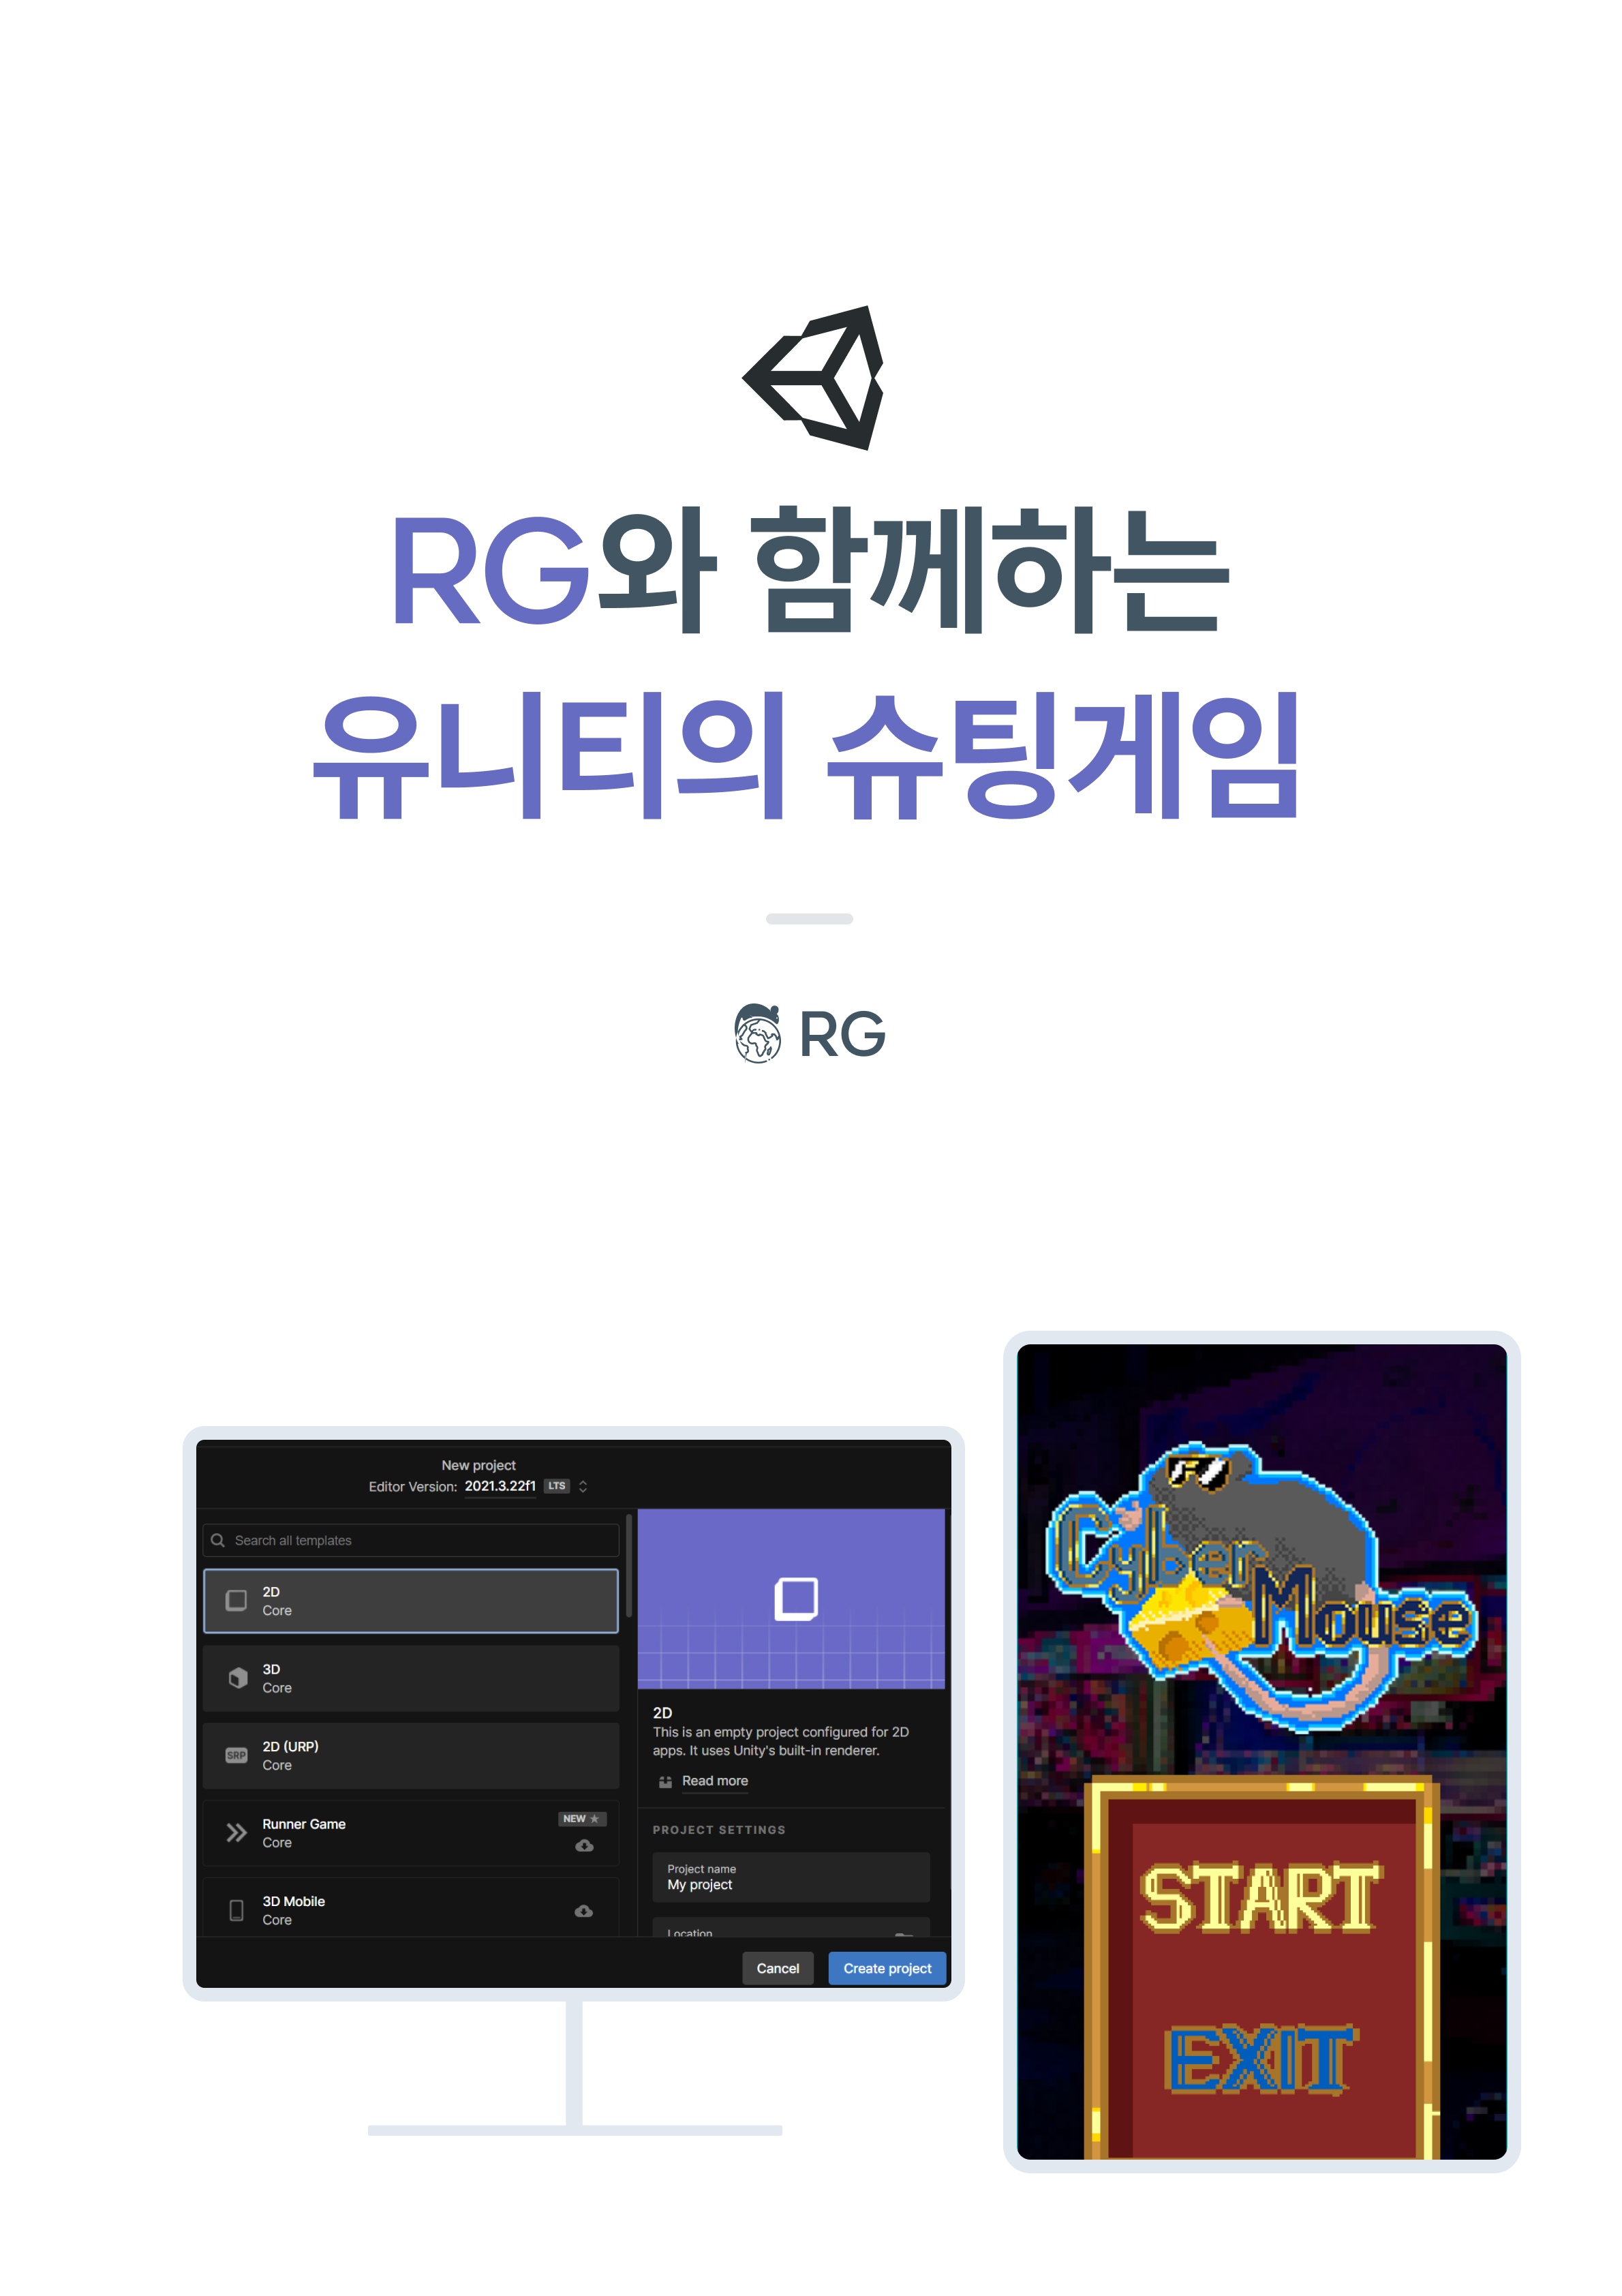 RG와 함께하는
유니티의 슈팅게임
RG
New project
Editor Version: 2021.3.22f1 LTS
Search all templates
2D
Core
3D
Core
SRP
2D (URP)
Core
Runner Game
Core
NEW
3D Mobile
Core
2D
This is an empty project configured for 2D
apps. It uses Unity's built-in renderer.
Read more
PROJECT SETTINGS
Project name
My project
Location
Cancel
Create project
Cyber
Mouse
START
EXIT